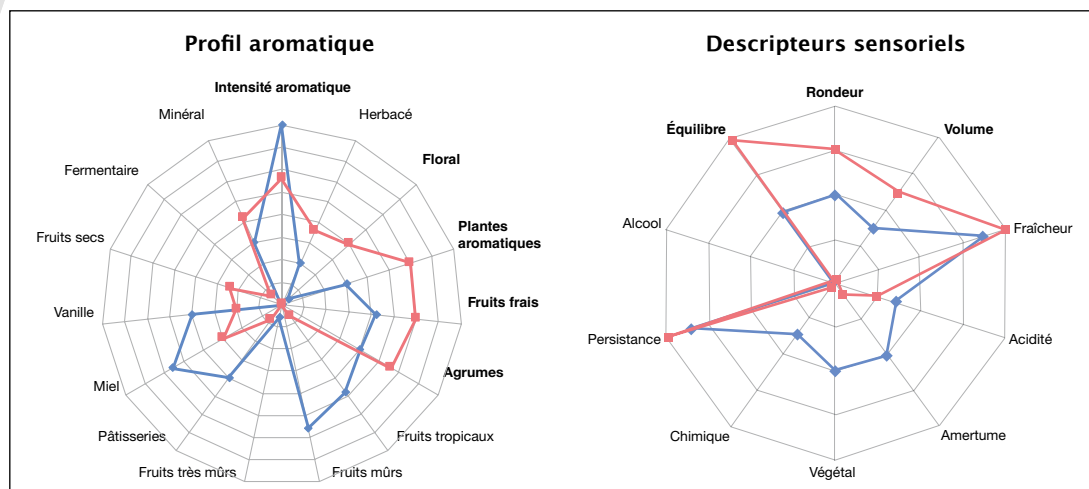 Profil aromatique
Intensité aromatique
Minéral
Herbacé
Fermentaire
Floral
Fruits secs
Plantes
aromatiques
Vanille
Fruits frais
Miel
Agrumes
Pâtisseries
Fruits tropicaux
Fruits très mûrs
Fruits mûrs
Descripteurs sensoriels
Rondeur
Équilibre
Volume
Alcool
Fraîcheur
Persistance
Acidité
Chimique
Amertume
Végétal